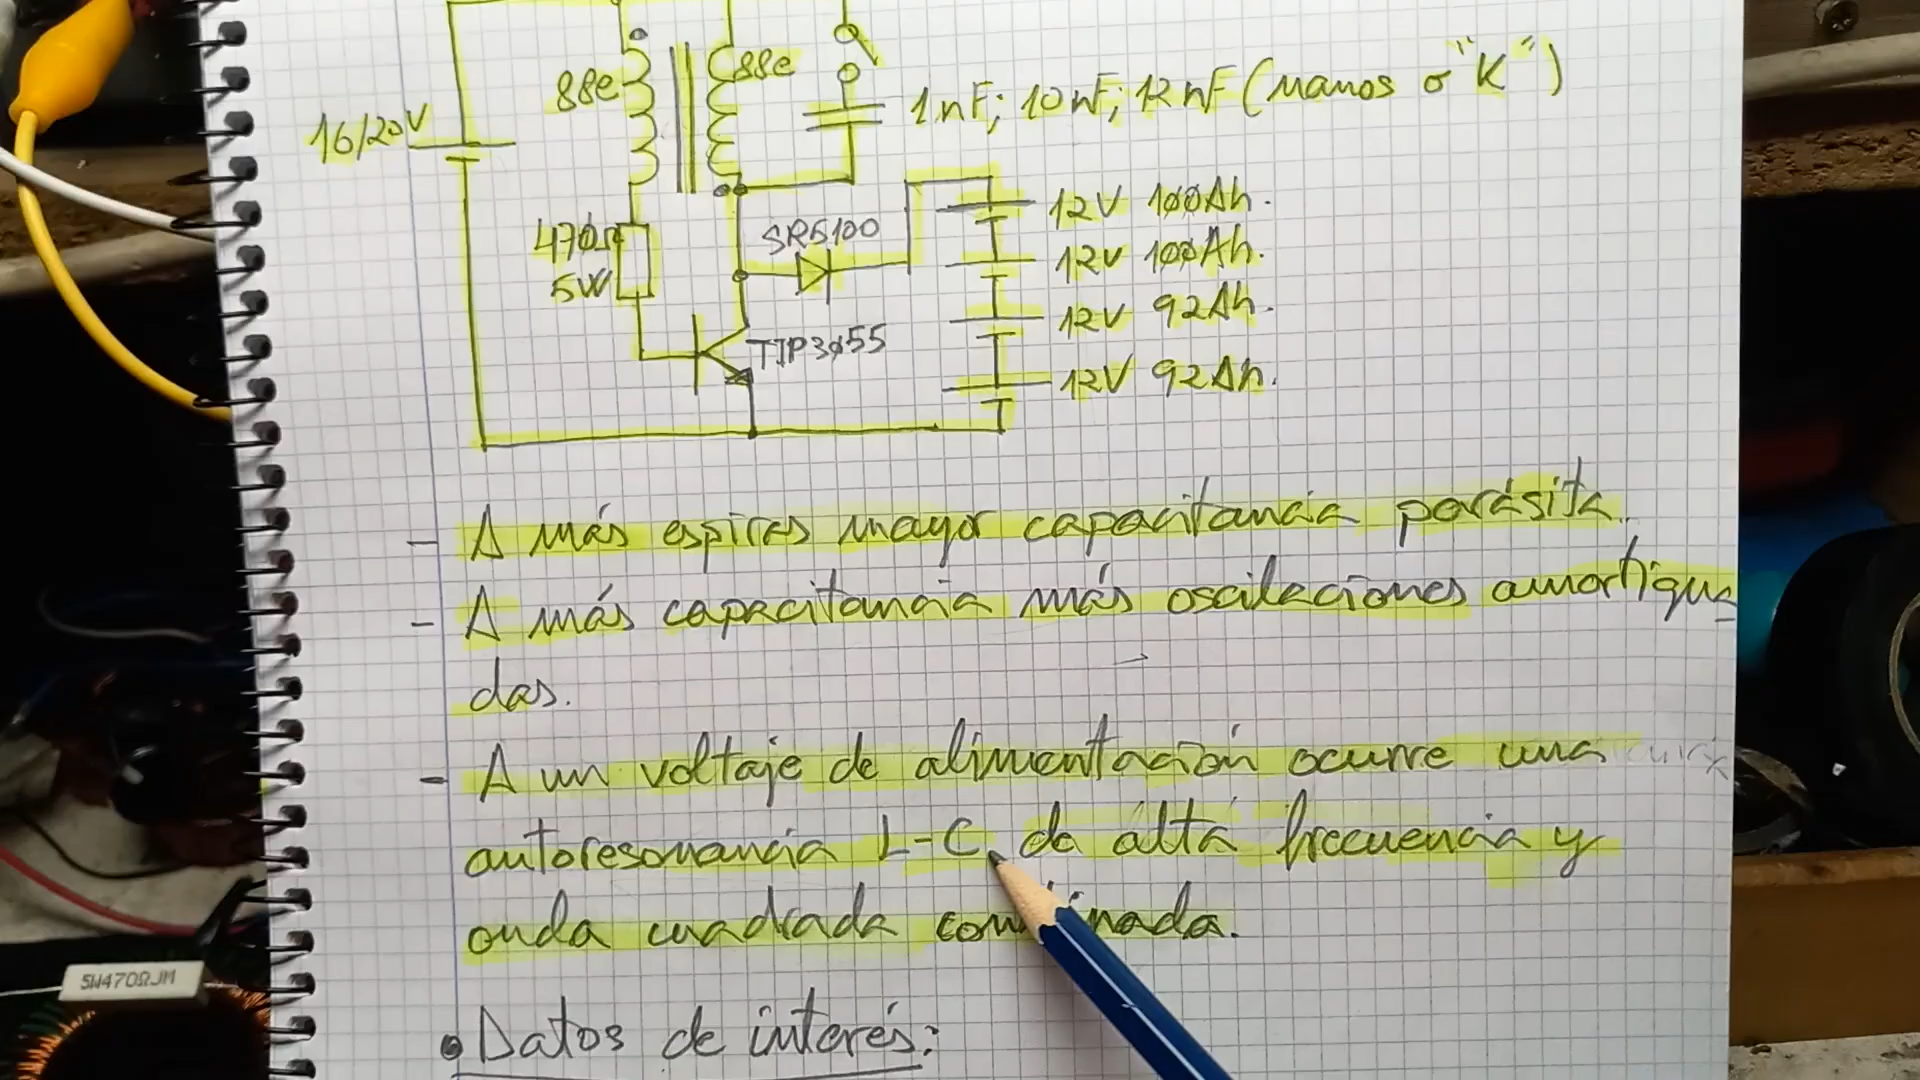 88e
88e
16/20V
1nF; 10nF; 12nF (manos o "K")
470Ω
5W
SR5100
TIP3055
12V 100Ah.
12V 100Ah.
12V 92Ah.
12V 92Ah.
- A más espiras mayor capacitancia parásita.
- A más capacitancia más oscilaciones amortigua_
das.
- A un voltaje de alimentación ocurre una
autoresonancia L-C de alta frecuencia y
onda cuadrada combinada.
• Datos de interés:
5W470ΩJM